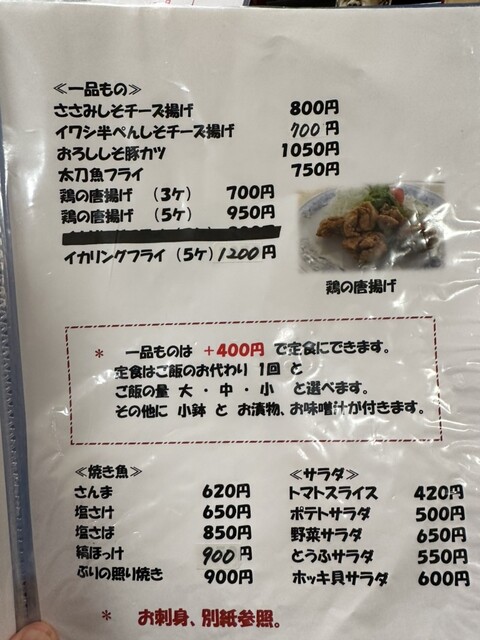 ≪一品もの≫
ささみしそチーズ揚げ 800円
イワシ半ぺんしそチーズ揚げ 700円
おろししそ豚カツ 1050円
太刀魚フライ 750円
鶏の唐揚げ (3ケ) 700円
鶏の唐揚げ (5ケ) 950円
イカリングフライ (5ケ) 1200円
鶏の唐揚げ
* 一品ものは +400円 で定食にできます。
定食はご飯のお代わり 1回 と
ご飯の量 大・中・小 と選べます。
その他に 小鉢 と お漬物、お味噌汁が付きます。
≪焼き魚≫
さんま 620円
塩さけ 650円
塩さば 850円
縞ほっけ 900円
ぶりの照り焼き 900円
≪サラダ≫
トマトスライス 420円
ポテトサラダ 500円
野菜サラダ 650円
とうふサラダ 550円
ホッキ貝サラダ 600円
* お刺身、別紙参照。